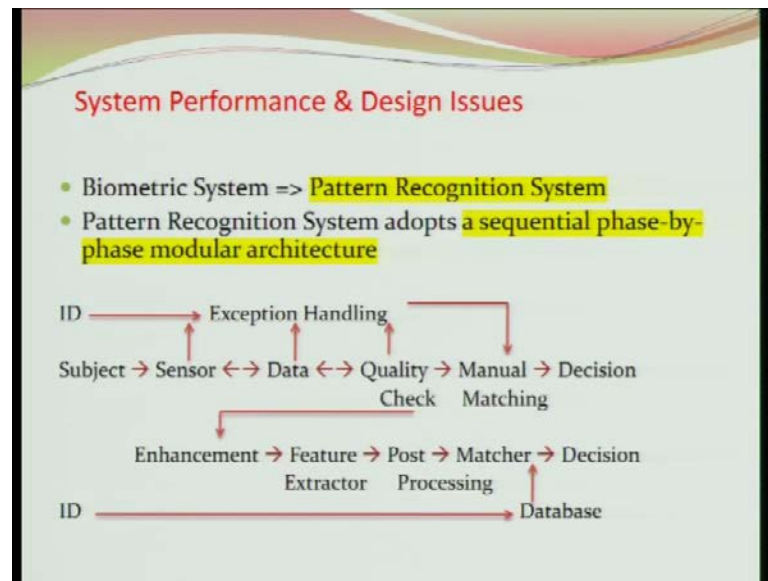 System Performance & Design Issues
• Biometric System => Pattern Recognition System
• Pattern Recognition System adopts a sequential phase-by-
phase modular architecture
ID → Exception Handling
Subject → Sensor ←→ Data ←→ Quality → Manual → Decision
Check Matching
Enhancement → Feature → Post → Matcher → Decision
Extractor Processing
ID → Database